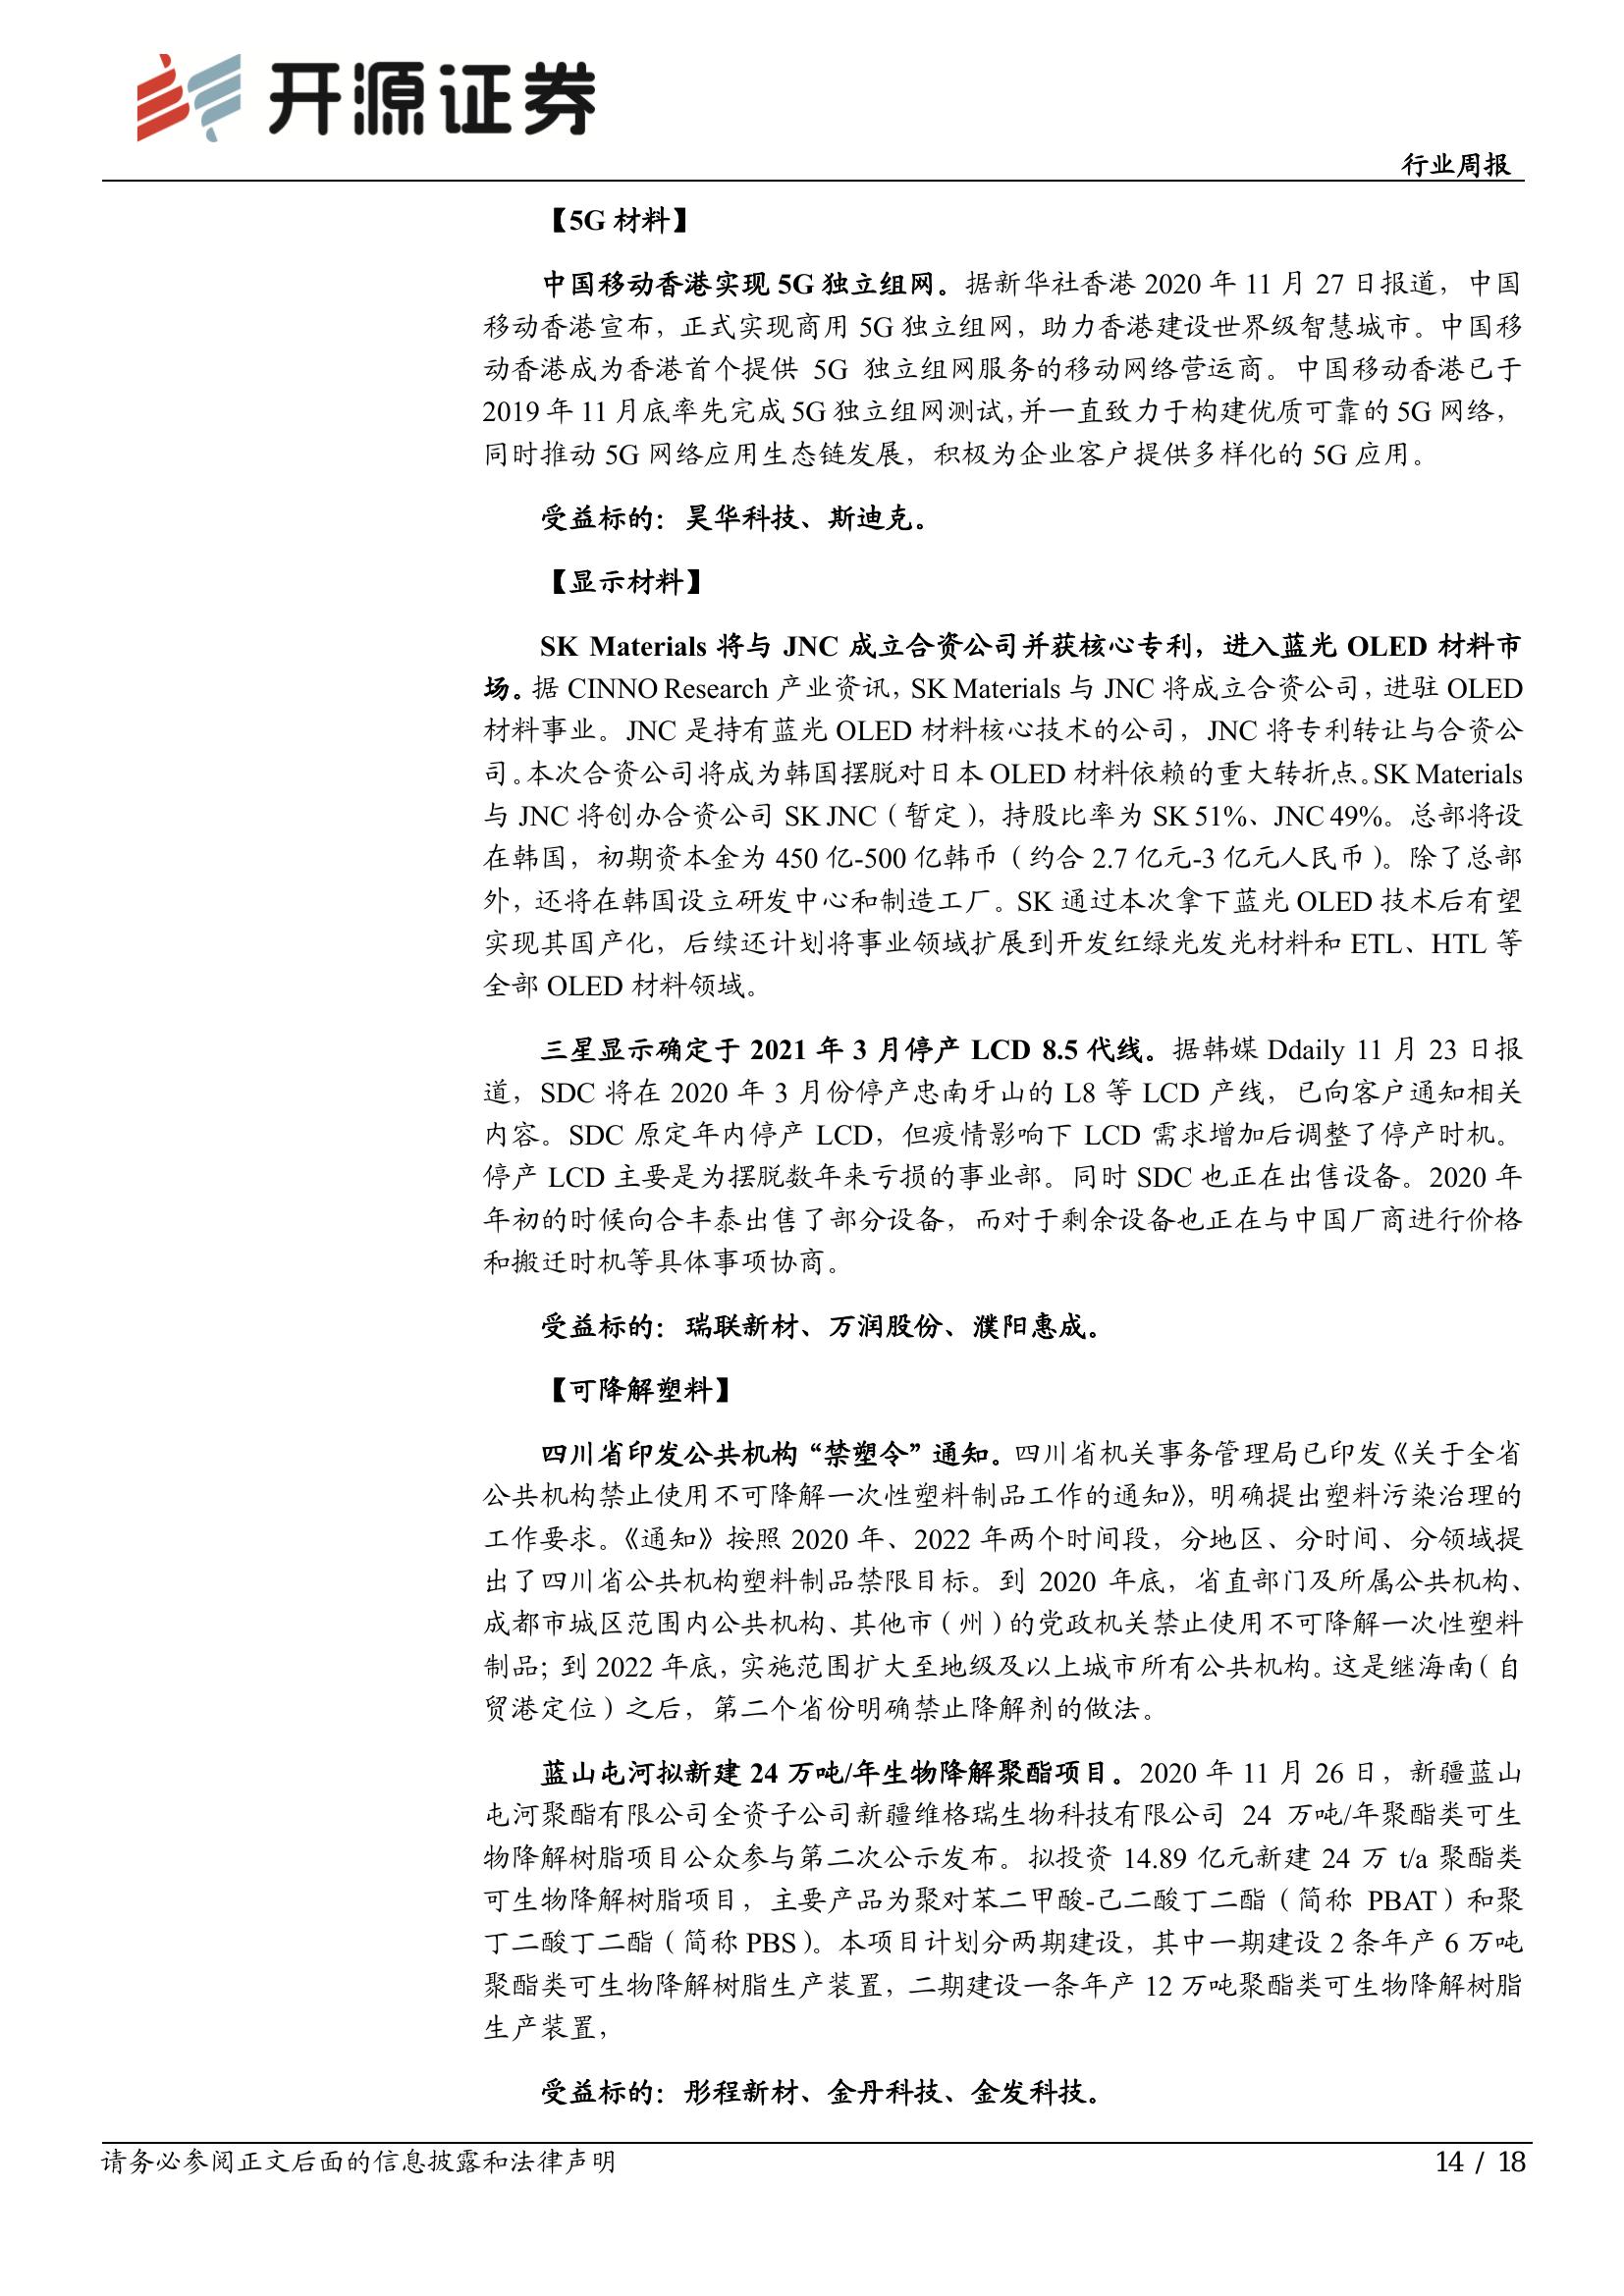 开源证券
行业周报
【5G 材料】
中国移动香港实现 5G 独立组网。据新华社香港 2020 年 11 月 27 日报道，中国
移动香港宣布，正式实现商用 5G 独立组网，助力香港建设世界级智慧城市。中国移
动香港成为香港首个提供 5G 独立组网服务的移动网络营运商。中国移动香港已于
2019 年 11 月底率先完成 5G 独立组网测试，并一直致力于构建优质可靠的 5G 网络，
同时推动 5G 网络应用生态链发展，积极为企业客户提供多样化的 5G 应用。
受益标的：昊华科技、斯迪克。
【显示材料】
SK Materials 将与 JNC 成立合资公司并获核心专利，进入蓝光 OLED 材料市
场。据 CINNO Research 产业资讯，SK Materials 与 JNC 将成立合资公司，进驻 OLED
材料事业。JNC 是持有蓝光 OLED 材料核心技术的公司，JNC 将专利转让与合资公
司。本次合资公司将成为韩国摆脱对日本 OLED 材料依赖的重大转折点。SK Materials
与 JNC 将创办合资公司 SK JNC（暂定），持股比率为 SK 51%、JNC 49%。总部将设
在韩国，初期资本金为 450 亿-500 亿韩币（约合 2.7 亿元-3 亿元人民币）。除了总部
外，还将在韩国设立研发中心和制造工厂。SK 通过本次拿下蓝光 OLED 技术后有望
实现其国产化，后续还计划将事业领域扩展到开发红绿光发光材料和 ETL、HTL 等
全部 OLED 材料领域。
三星显示确定于 2021 年 3 月停产 LCD 8.5 代线。据韩媒 Ddaily 11 月 23 日报
道，SDC 将在 2020 年 3 月份停产忠南牙山的 L8 等 LCD 产线，已向客户通知相关
内容。SDC 原定年内停产 LCD，但疫情影响下 LCD 需求增加后调整了停产时机。
停产 LCD 主要是为摆脱数年来亏损的事业部。同时 SDC 也正在出售设备。2020 年
年初的时候向合丰泰出售了部分设备，而对于剩余设备也正在与中国厂商进行价格
和搬迁时机等具体事项协商。
受益标的：瑞联新材、万润股份、濮阳惠成。
【可降解塑料】
四川省印发公共机构“禁塑令”通知。四川省机关事务管理局已印发《关于全省
公共机构禁止使用不可降解一次性塑料制品工作的通知》，明确提出塑料污染治理的
工作要求。《通知》按照 2020 年、2022 年两个时间段，分地区、分时间、分领域提
出了四川省公共机构塑料制品禁限目标。到 2020 年底，省直部门及所属公共机构、
成都市城区范围内公共机构、其他市（州）的党政机关禁止使用不可降解一次性塑料
制品；到 2022 年底，实施范围扩大至地级及以上城市所有公共机构。这是继海南（自
贸港定位）之后，第二个省份明确禁止降解剂的做法。
蓝山屯河拟新建 24 万吨/年生物降解聚酯项目。2020 年 11 月 26 日，新疆蓝山
屯河聚酯有限公司全资子公司新疆维格瑞生物科技有限公司 24 万吨/年聚酯类可生
物降解树脂项目公众参与第二次公示发布。拟投资 14.89 亿元新建 24 万 t/a 聚酯类
可生物降解树脂项目，主要产品为聚对苯二甲酸-己二酸丁二酯（简称 PBAT）和聚
丁二酸丁二酯（简称 PBS）。本项目计划分两期建设，其中一期建设 2 条年产 6 万吨
聚酯类可生物降解树脂生产装置，二期建设一条年产 12 万吨聚酯类可生物降解树脂
生产装置，
受益标的：彤程新材、金丹科技、金发科技。
请务必参阅正文后面的信息披露和法律声明
14 / 18